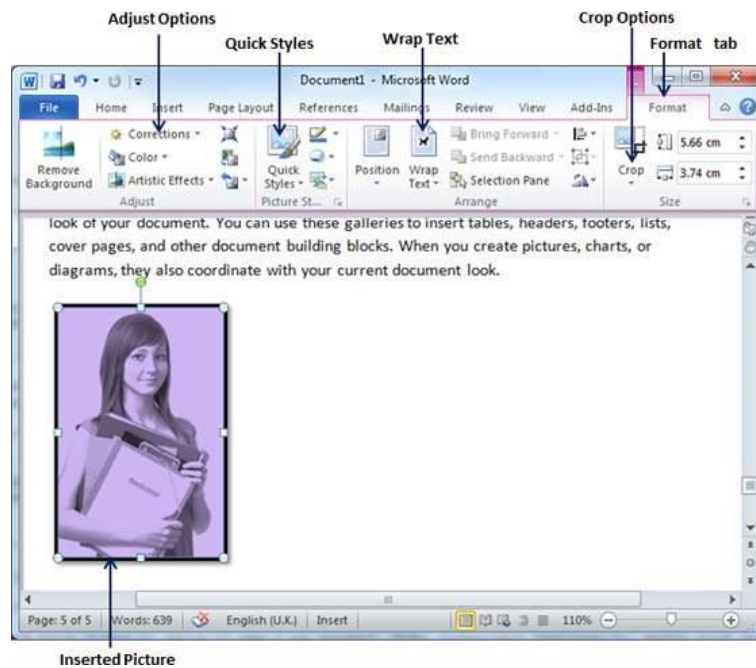 Adjust Options
Crop Options
Quick Styles
Wrap Text
Format tab
Document1 - Microsoft Word
File Home Insert Page Layout References Mailings Review View Add-Ins Format
Corrections
Color
Artistic Effects
Remove
Background
Adjust
Quick
Styles
Picture St...
Position
Wrap
Text
Bring Forward
Send Backward
Selection Pane
Arrange
Crop
5.66 cm
3.74 cm
Size
look of your document. You can use these galleries to insert tables, headers, footers, lists,
cover pages, and other document building blocks. When you create pictures, charts, or
diagrams, they also coordinate with your current document look.
Page: 5 of 5 Words: 639 English (U.K.) Insert 110%
Inserted Picture